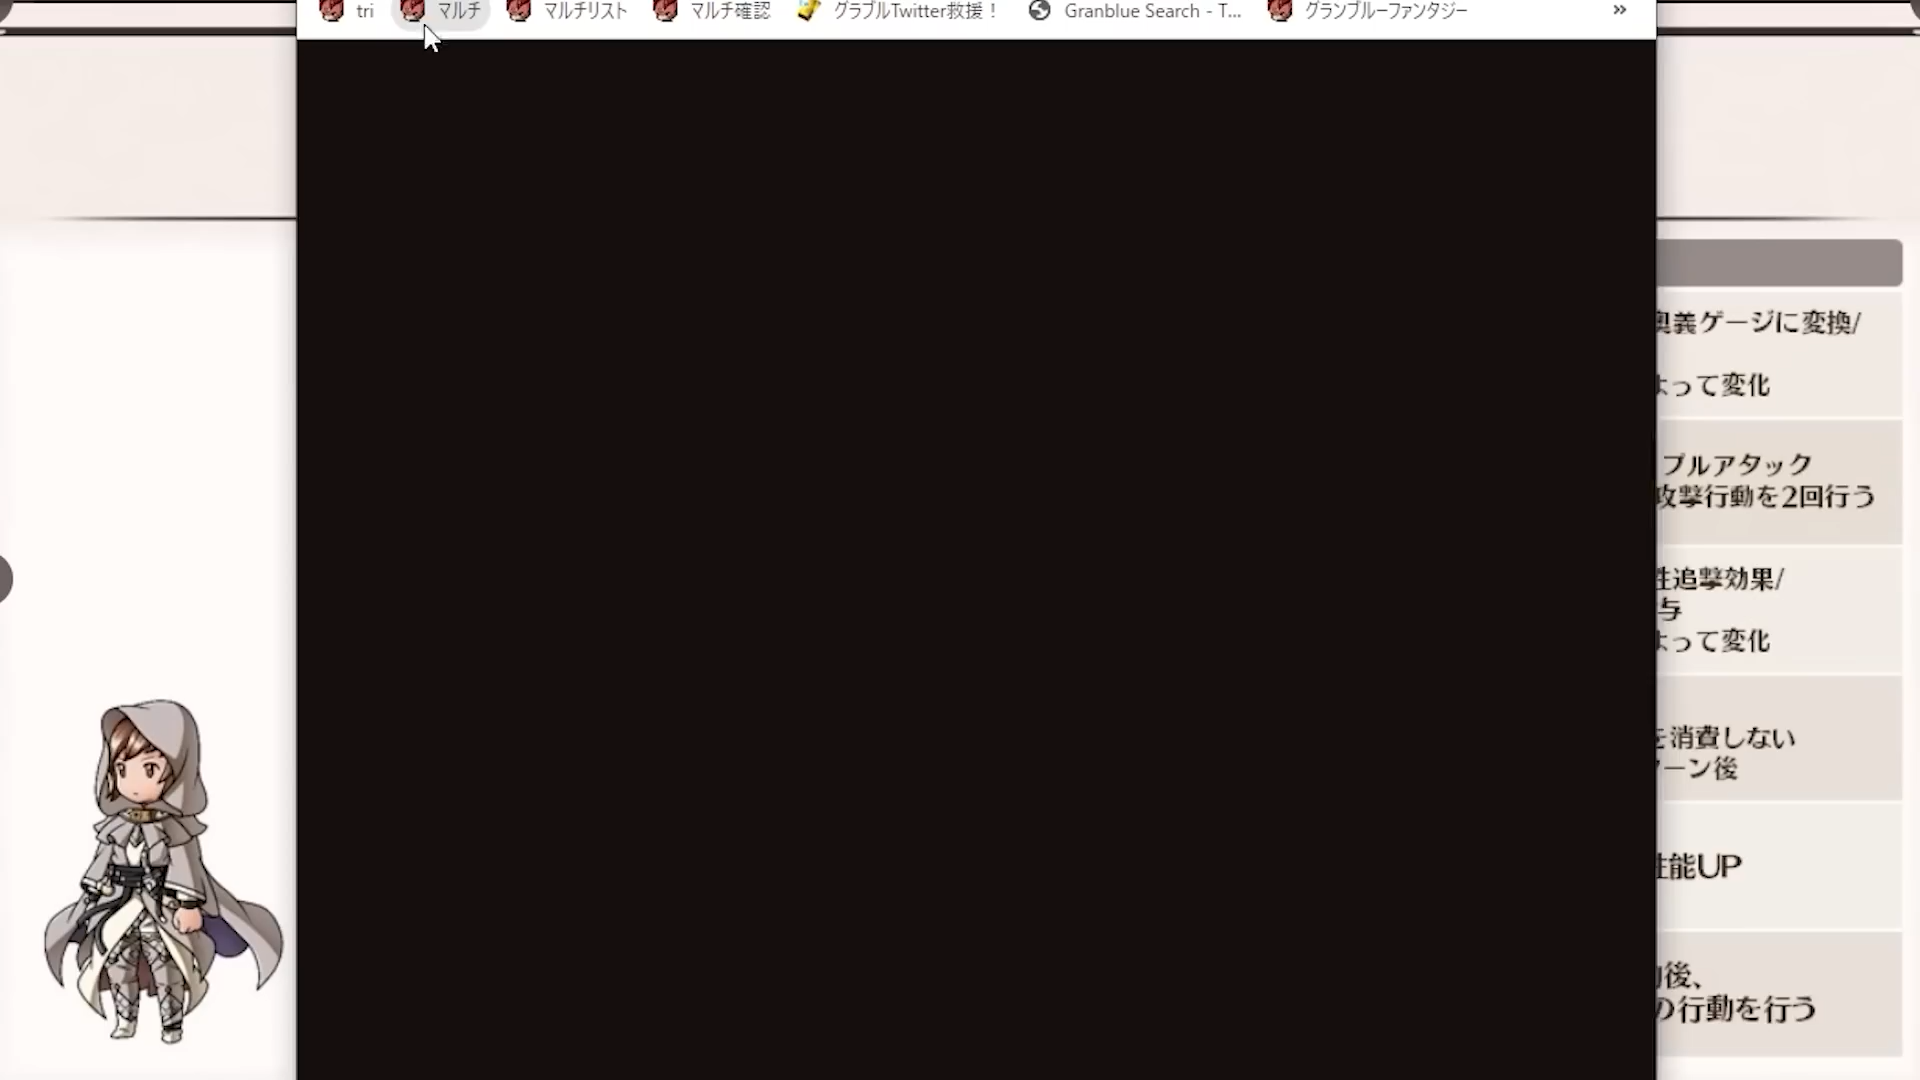 tri マルチ マルチリスト マルチ確認 グラブルTwitter救援！ Granblue Search - T... グランブルーファンタジー »
奥義ゲージに変換/
よって変化
プルアタック
攻撃行動を2回行う
性追撃効果/
与
よって変化
を消費しない
ターン後
性能UP
後、
の行動を行う